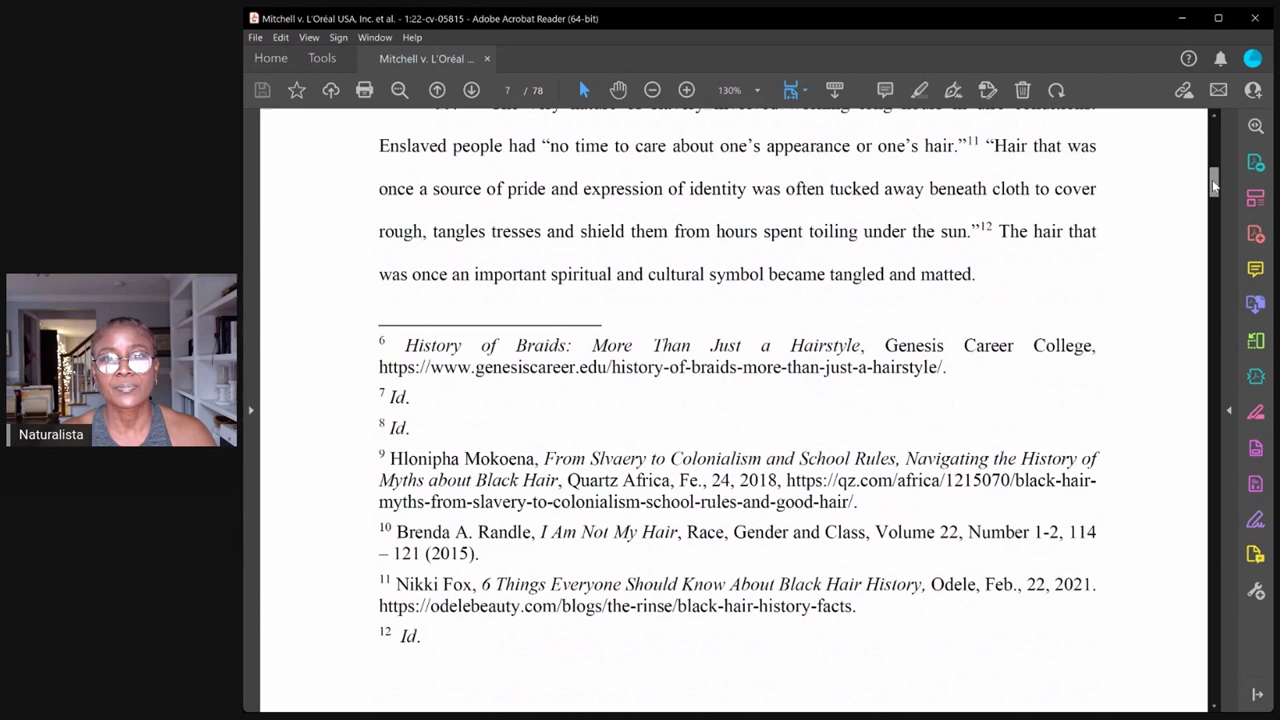 Mitchell v. L'Oréal USA, Inc. et al. - 1:22-cv-05815 - Adobe Acrobat Reader (64-bit)
File Edit View Sign Window Help
Home Tools Mitchell v. L'Oréal ... ×
7 / 78 130%
Enslaved people had “no time to care about one’s appearance or one’s hair.”11 “Hair that was
once a source of pride and expression of identity was often tucked away beneath cloth to cover
rough, tangles tresses and shield them from hours spent toiling under the sun.”12 The hair that
was once an important spiritual and cultural symbol became tangled and matted.
6 History of Braids: More Than Just a Hairstyle, Genesis Career College,
https://www.genesiscareer.edu/history-of-braids-more-than-just-a-hairstyle/.
7 Id.
8 Id.
9 Hlonipha Mokoena, From Slvaery to Colonialism and School Rules, Navigating the History of
Myths about Black Hair, Quartz Africa, Fe., 24, 2018, https://qz.com/africa/1215070/black-hair-
myths-from-slavery-to-colonialism-school-rules-and-good-hair/.
10 Brenda A. Randle, I Am Not My Hair, Race, Gender and Class, Volume 22, Number 1-2, 114
– 121 (2015).
11 Nikki Fox, 6 Things Everyone Should Know About Black Hair History, Odele, Feb., 22, 2021.
https://odelebeauty.com/blogs/the-rinse/black-hair-history-facts.
12 Id.
Naturalista